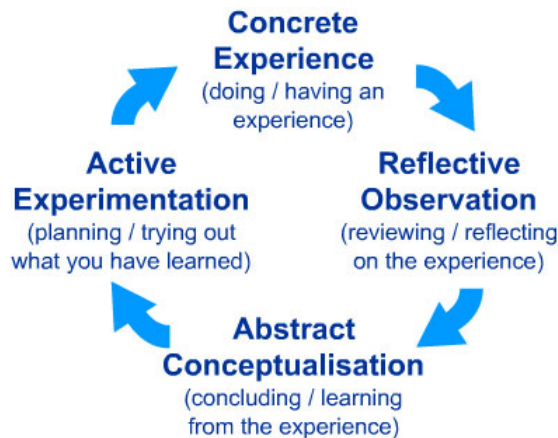 Concrete
Experience
(doing / having an
experience)
Reflective
Observation
(reviewing / reflecting
on the experience)
Abstract
Conceptualisation
(concluding / learning
from the experience)
Active
Experimentation
(planning / trying out
what you have learned)